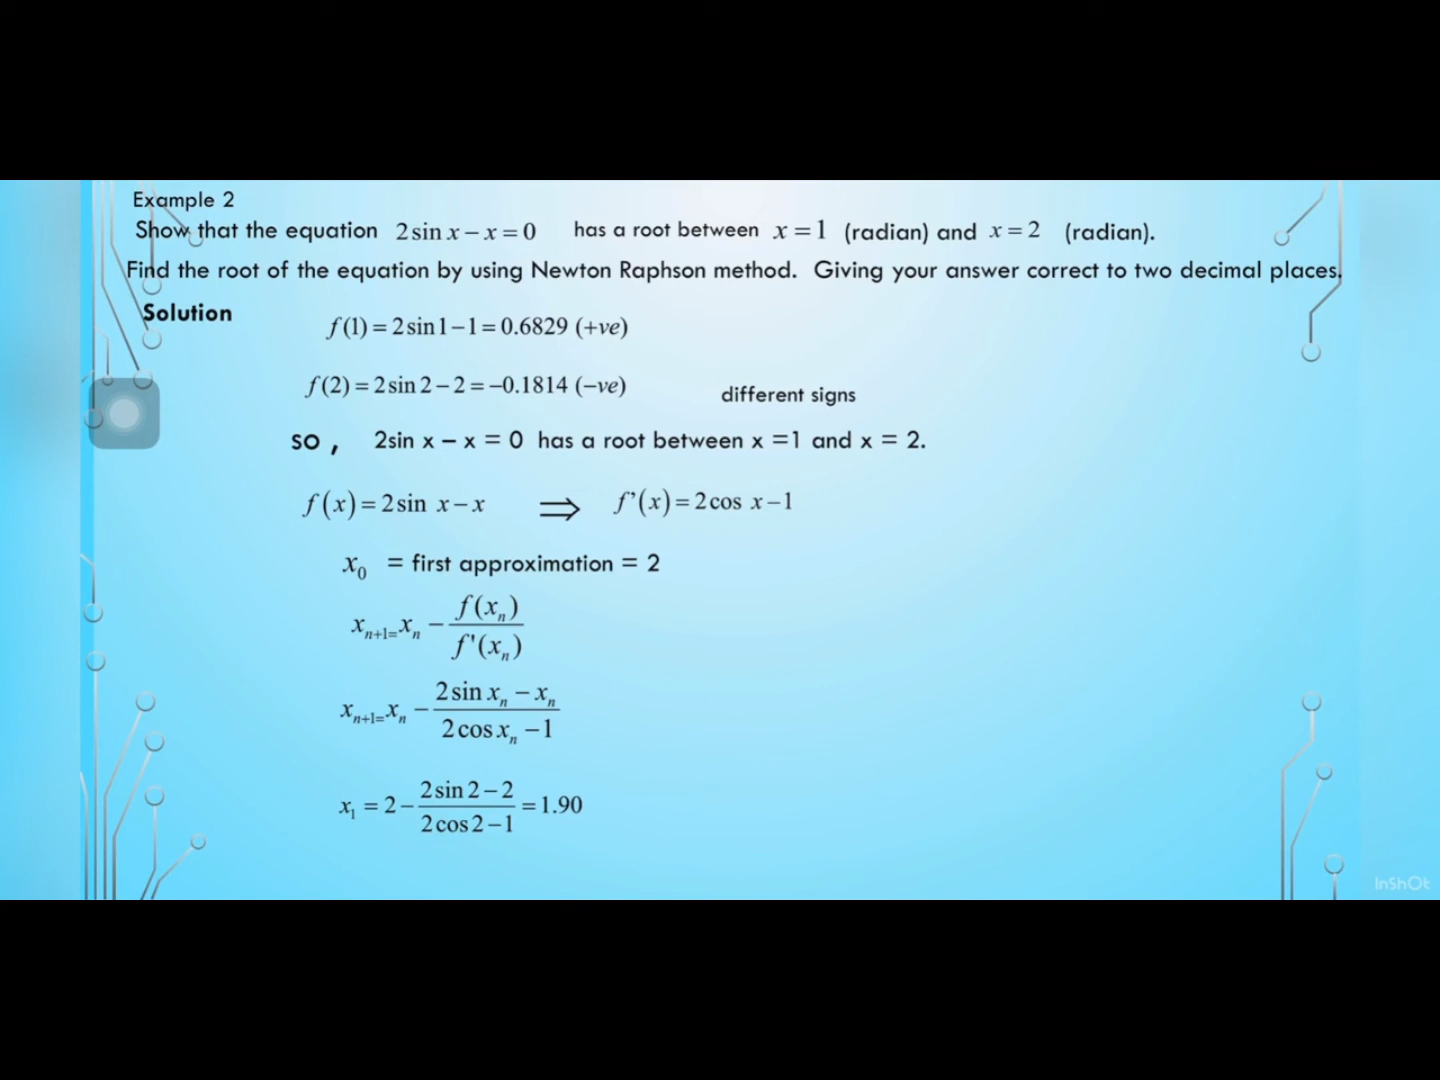 Example 2
Show that the equation 2 sin x − x = 0 has a root between x = 1 (radian) and x = 2 (radian).
Find the root of the equation by using Newton Raphson method. Giving your answer correct to two decimal places.
Solution
f(1) = 2 sin 1 − 1 = 0.6829 (+ve)
f(2) = 2 sin 2 − 2 = −0.1814 (−ve)
different signs
so , 2sin x – x = 0 has a root between x =1 and x = 2.
f(x) = 2 sin x − x ⟹ f’(x) = 2 cos x − 1
x₀ = first approximation = 2
xₙ₊₁₌xₙ − f(xₙ) / f'(xₙ)
xₙ₊₁₌xₙ − (2 sin xₙ − xₙ) / (2 cos xₙ − 1)
x₁ = 2 − (2 sin 2 − 2) / (2 cos 2 − 1) = 1.90
InShOt